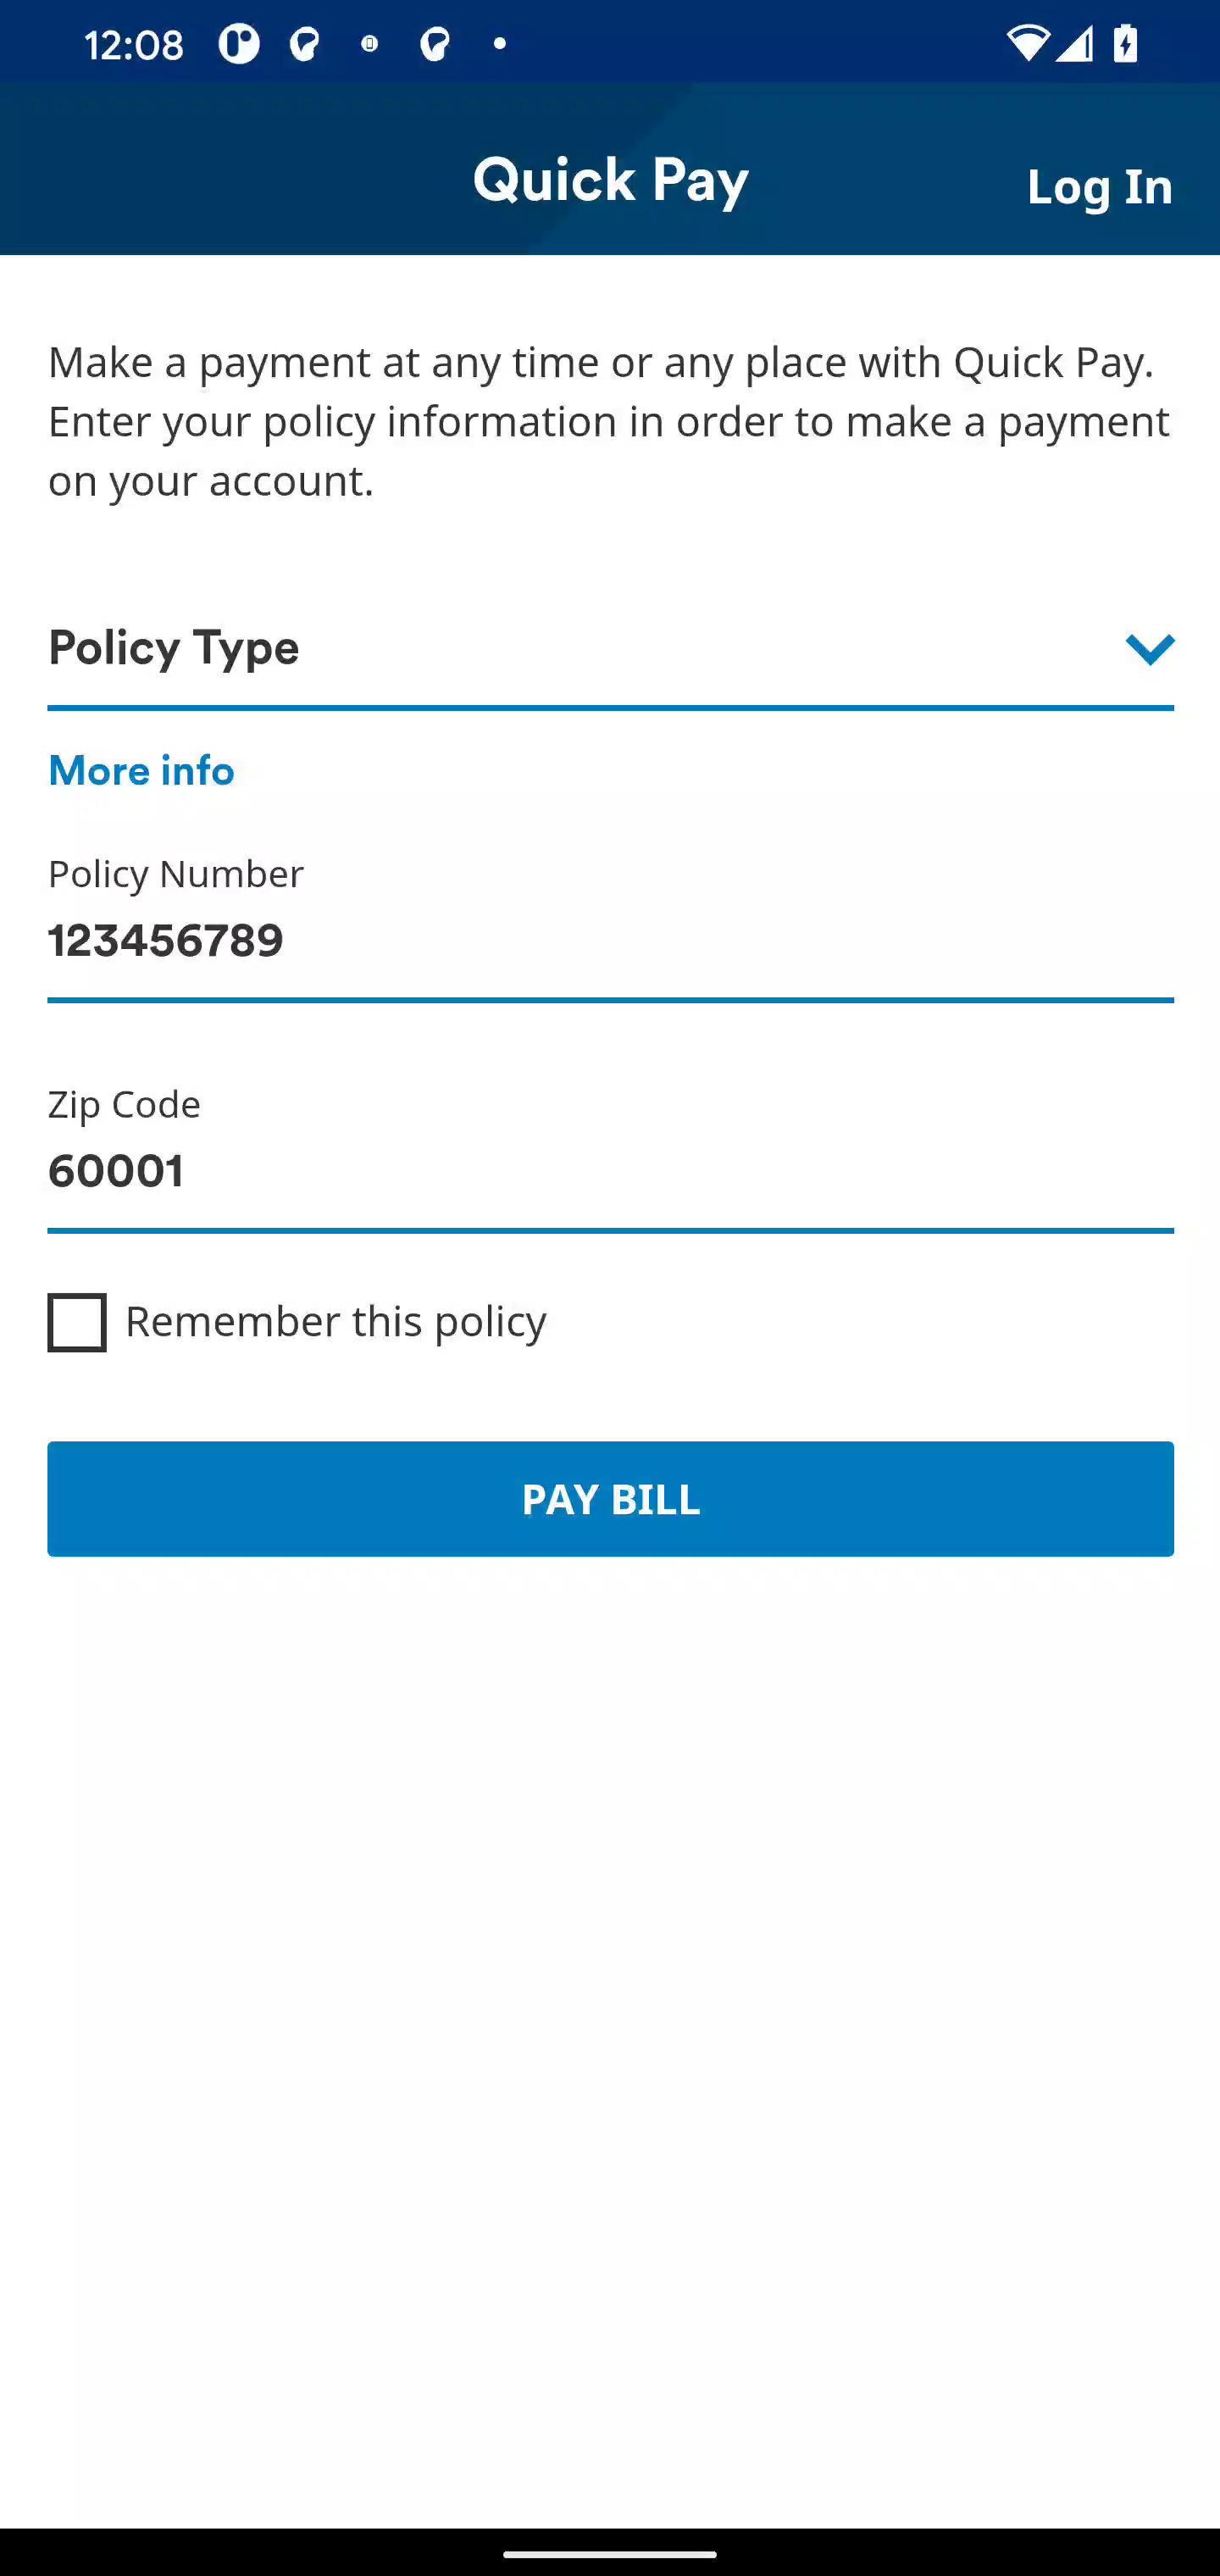 12:08
Quick Pay
Log In
Make a payment at any time or any place with Quick Pay.
Enter your policy information in order to make a payment
on your account.
Policy Type
More info
Policy Number
123456789
Zip Code
60001
Remember this policy
PAY BILL